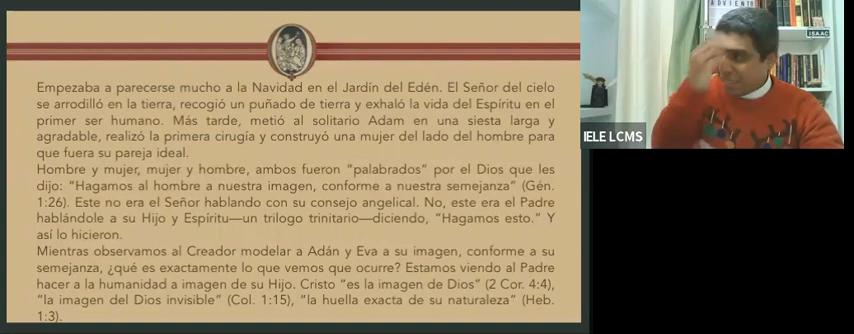 Empezaba a parecerse mucho a la Navidad en el Jardín del Edén. El Señor del cielo
se arrodilló en la tierra, recogió un puñado de tierra y exhaló la vida del Espíritu en el
primer ser humano. Más tarde, metió al solitario Adam en una siesta larga y
agradable, realizó la primera cirugía y construyó una mujer del lado del hombre para
que fuera su pareja ideal.
Hombre y mujer, mujer y hombre, ambos fueron “palabrados” por el Dios que les
dijo: “Hagamos al hombre a nuestra imagen, conforme a nuestra semejanza” (Gén.
1:26). Este no era el Señor hablando con su consejo angelical. No, este era el Padre
hablándole a su Hijo y Espíritu—un trilogo trinitario—diciendo, “Hagamos esto.” Y
así lo hicieron.
Mientras observamos al Creador modelar a Adán y Eva a su imagen, conforme a su
semejanza, ¿qué es exactamente lo que vemos que ocurre? Estamos viendo al Padre
hacer a la humanidad a imagen de su Hijo. Cristo “es la imagen de Dios” (2 Cor. 4:4),
“la imagen del Dios invisible” (Col. 1:15), “la huella exacta de su naturaleza” (Heb.
1:3).
ADVIENTO
ISAAC
IELE LCMS